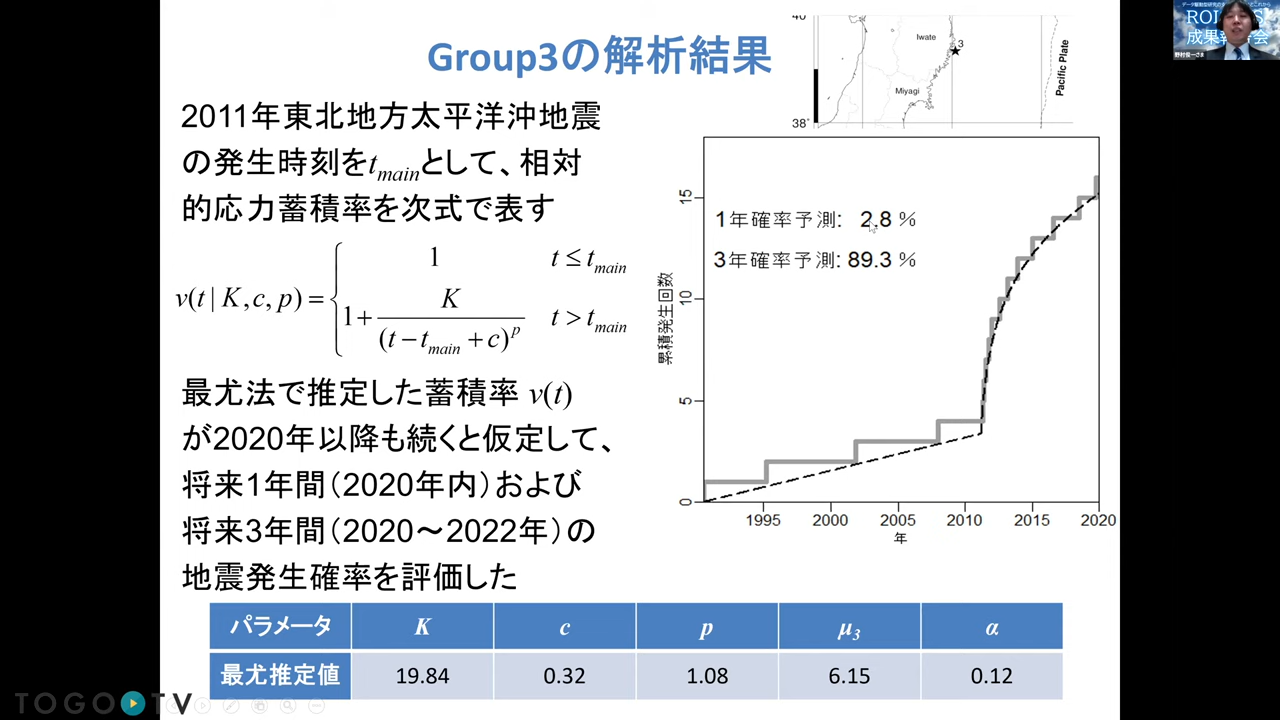 Group3の解析結果
2011年東北地方太平洋沖地震
の発生時刻をtmainとして、相対
的応力蓄積率を次式で表す
v(t | K,c,p) =
1 t ≤ tmain
1+ K / (t − tmain + c)^p t > tmain
最尤法で推定した蓄積率 v(t)
が2020年以降も続くと仮定して、
将来1年間（2020年内）および
将来3年間（2020～2022年）の
地震発生確率を評価した
40
Iwate
3
Miyagi
38°
Pacific Plate
1年確率予測: 2.8 %
3年確率予測: 89.3 %
累積発生回数
15
10
5
0
1995 2000 2005 2010 2015 2020
年
パラメータ K c p μ3 α
最尤推定値 19.84 0.32 1.08 6.15 0.12
TOGO TV